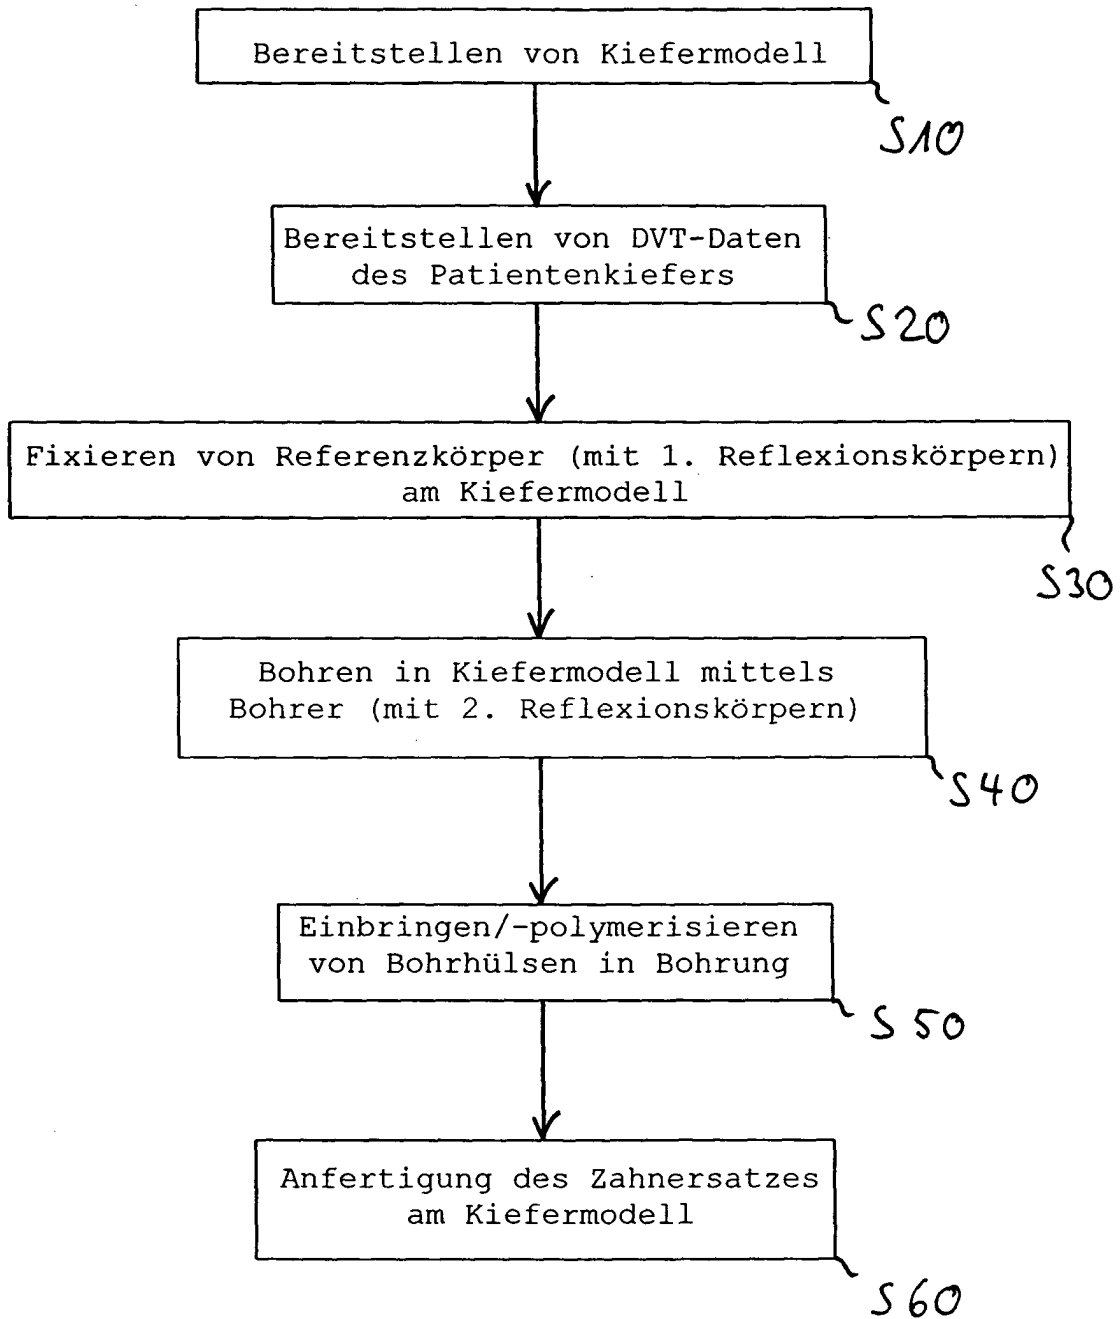 Bereitstellen von Kiefermodell
S10
Bereitstellen von DVT-Daten
des Patientenkiefers
S20
Fixieren von Referenzkörper (mit 1. Reflexionskörpern)
am Kiefermodell
S30
Bohren in Kiefermodell mittels
Bohrer (mit 2. Reflexionskörpern)
S40
Einbringen/-polymerisieren
von Bohrhülsen in Bohrung
S50
Anfertigung des Zahnersatzes
am Kiefermodell
S60